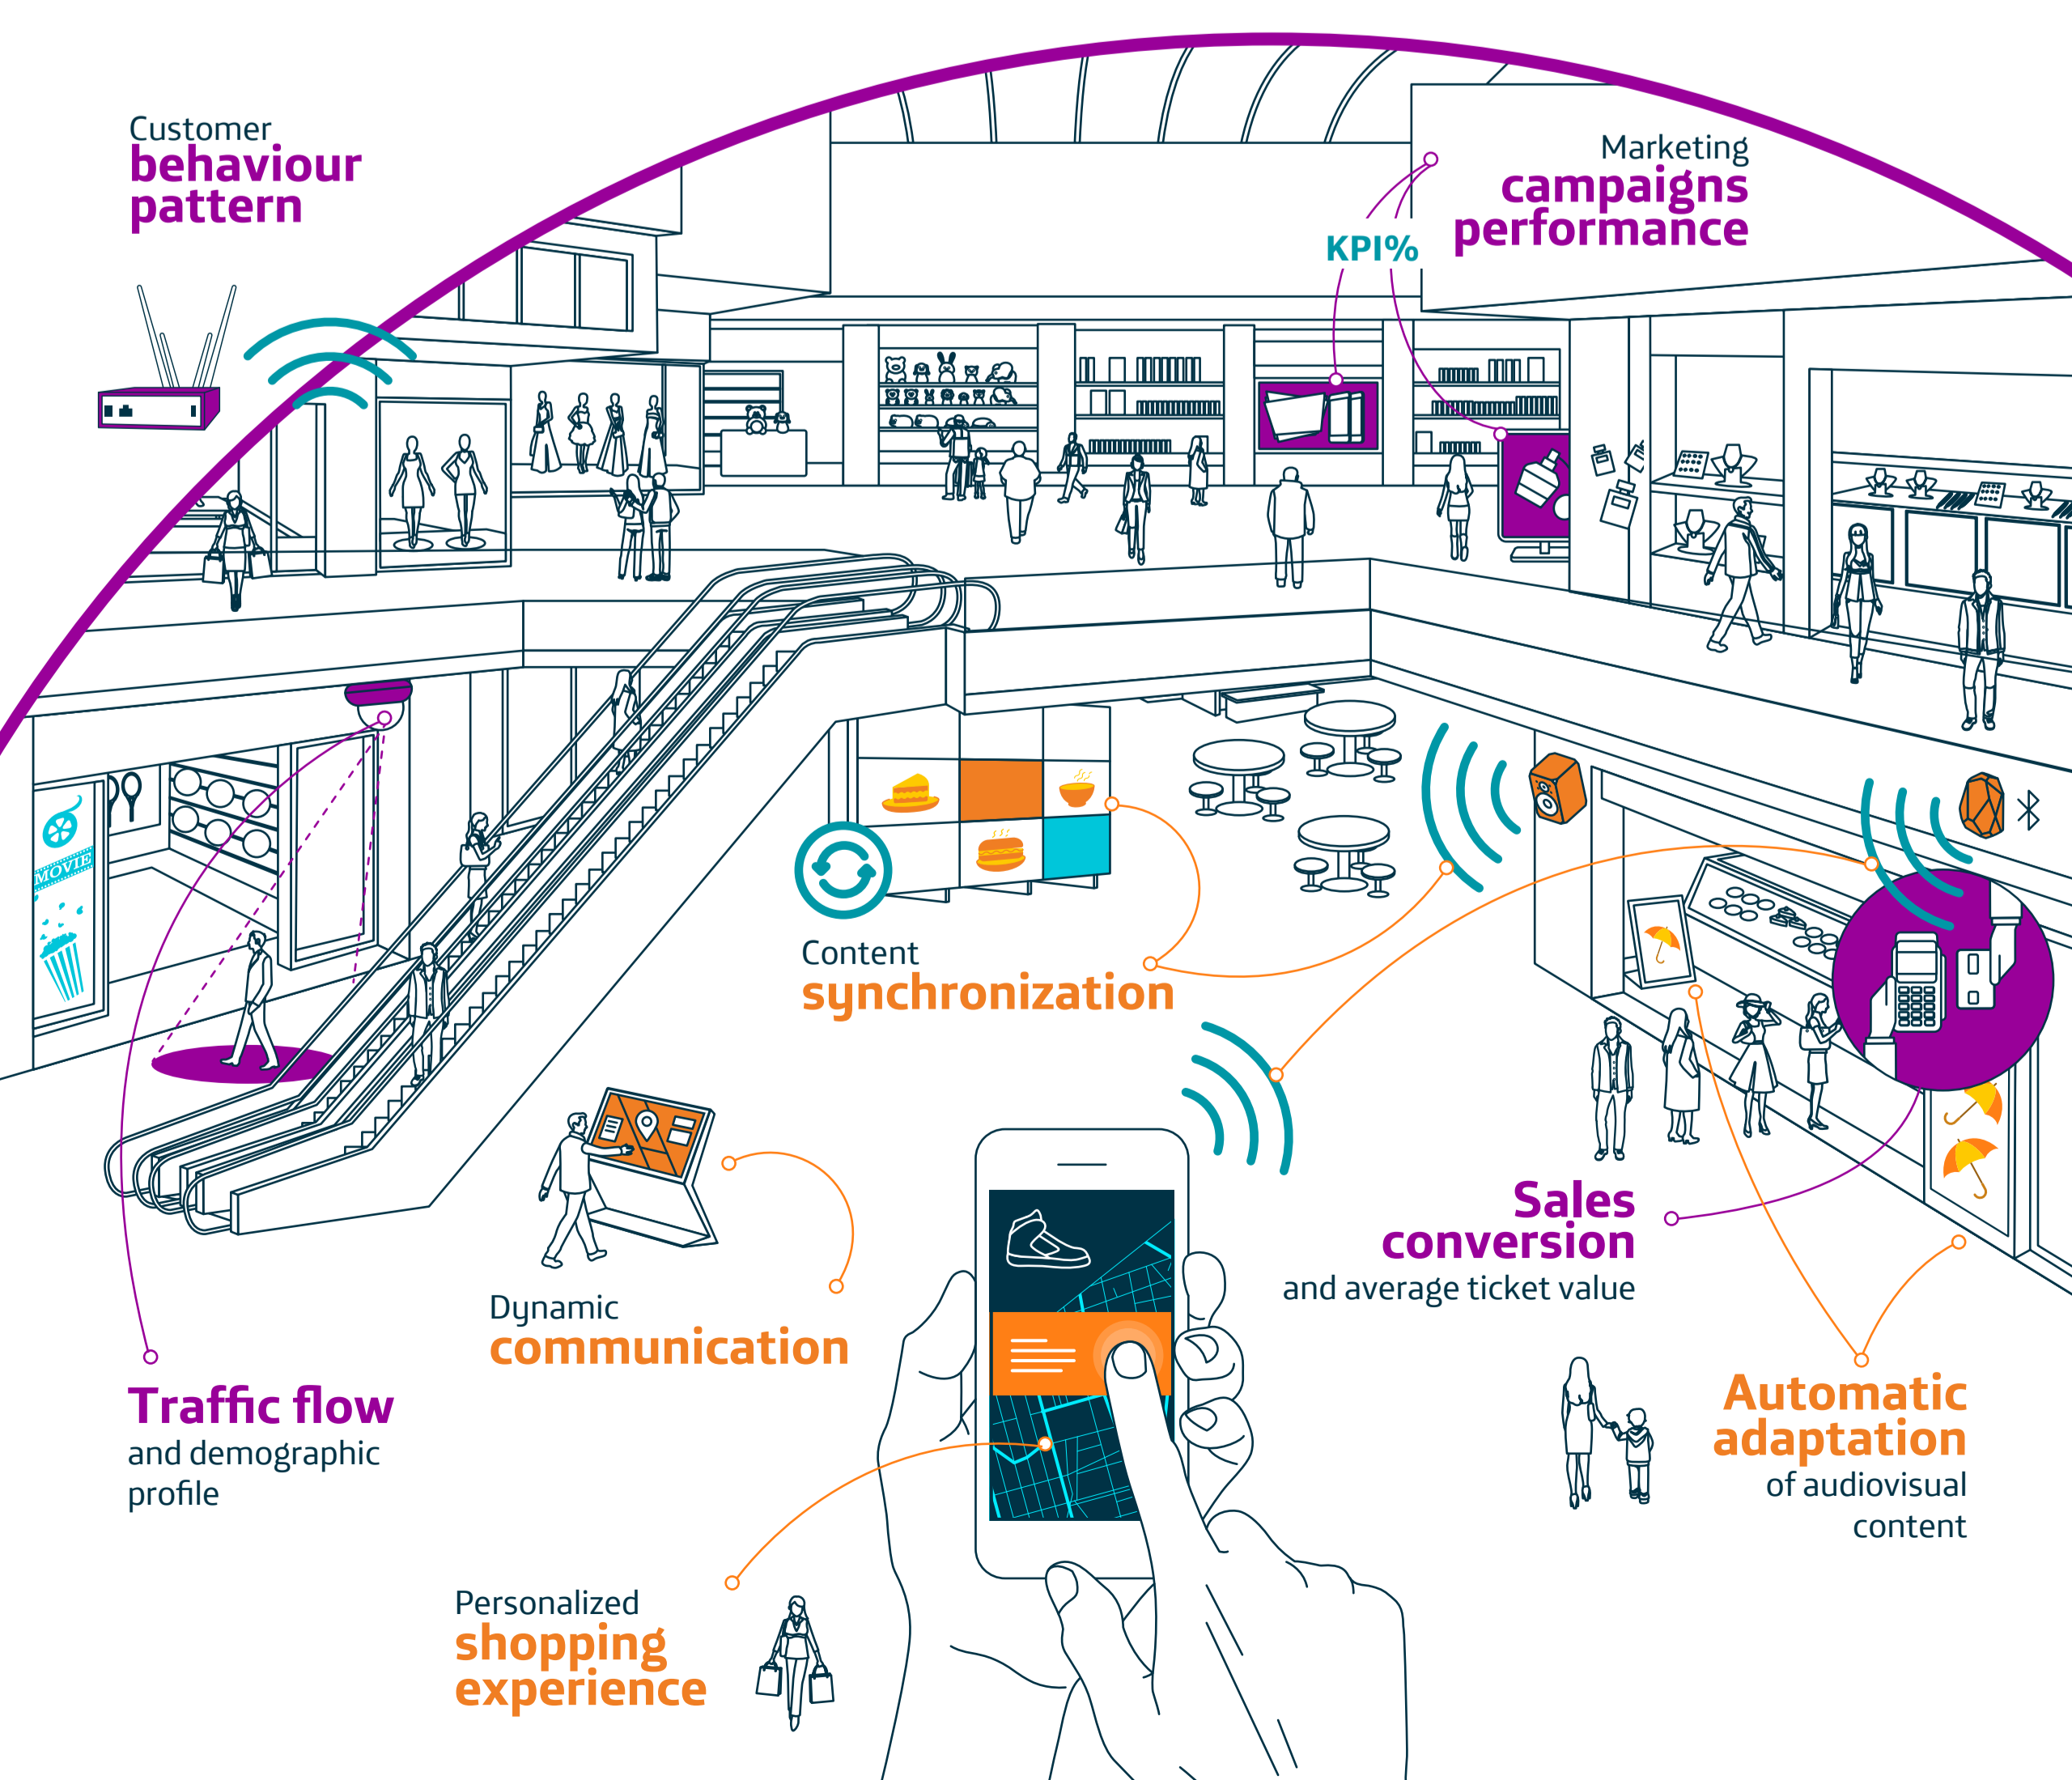 Customer
behaviour
pattern
Marketing
campaigns
performance
KPI%
MOVIE
Content
synchronization
Dynamic
communication
Sales
conversion
and average ticket value
Traffic flow
and demographic
profile
Automatic
adaptation
of audiovisual
content
Personalized
shopping
experience